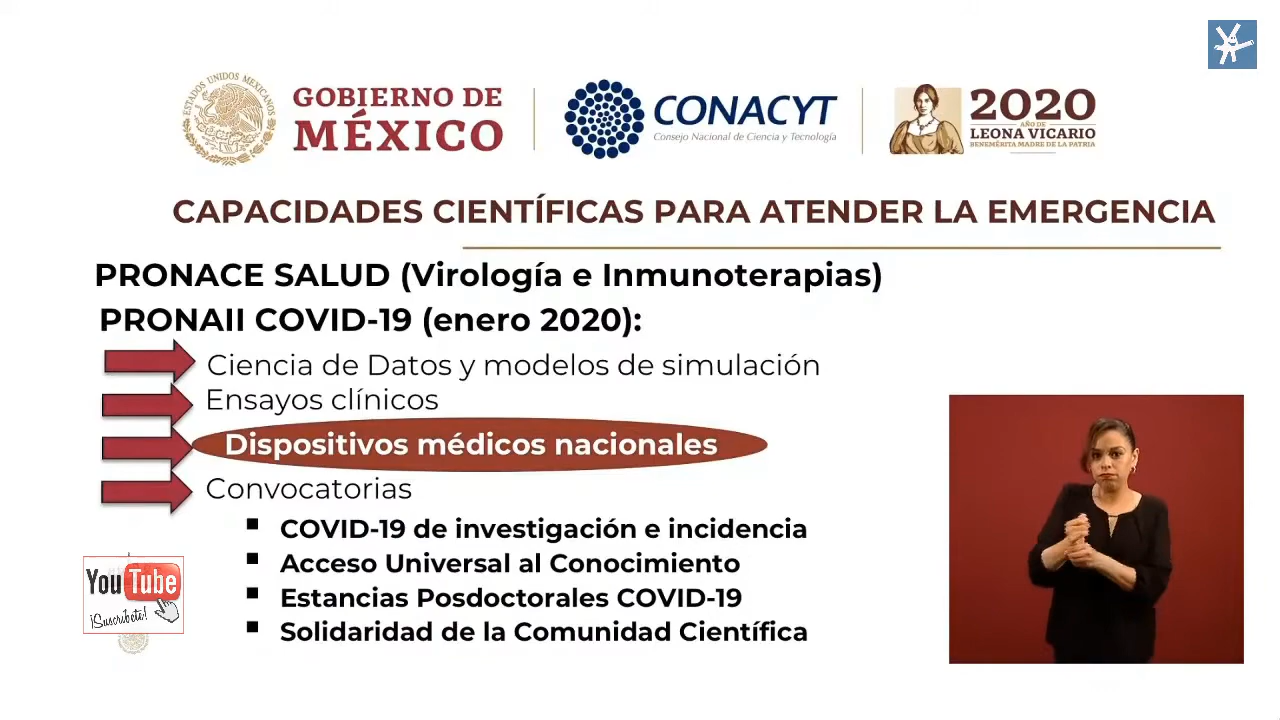 ESTADOS UNIDOS MEXICANOS
GOBIERNO DE
MÉXICO
CONACYT
Consejo Nacional de Ciencia y Tecnología
2020
AÑO DE
LEONA VICARIO
BENEMÉRITA MADRE DE LA PATRIA
CAPACIDADES CIENTÍFICAS PARA ATENDER LA EMERGENCIA
PRONACE SALUD (Virología e Inmunoterapias)
PRONAII COVID-19 (enero 2020):
Ciencia de Datos y modelos de simulación
Ensayos clínicos
Dispositivos médicos nacionales
Convocatorias
COVID-19 de investigación e incidencia
Acceso Universal al Conocimiento
Estancias Posdoctorales COVID-19
Solidaridad de la Comunidad Científica
YouTube
¡Suscríbete!